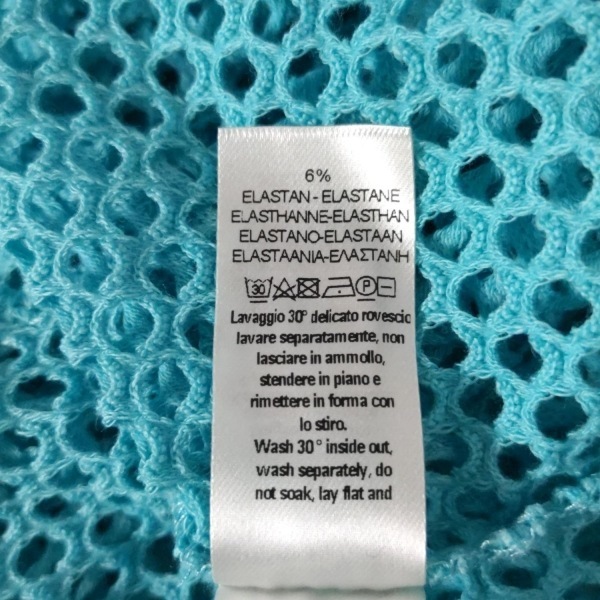 6%
ELASTAN - ELASTANE
ELASTHANNE-ELASTHAN
ELASTANO-ELASTAAN
ELASTAANIA-ΕΛΑΣΤΑΝΗ
30 P
Lavaggio 30° delicato rovescio
lavare separatamente, non
lasciare in ammollo,
stendere in piano e
rimettere in forma con
lo stiro.
Wash 30° inside out,
wash separately, do
not soak, lay flat and